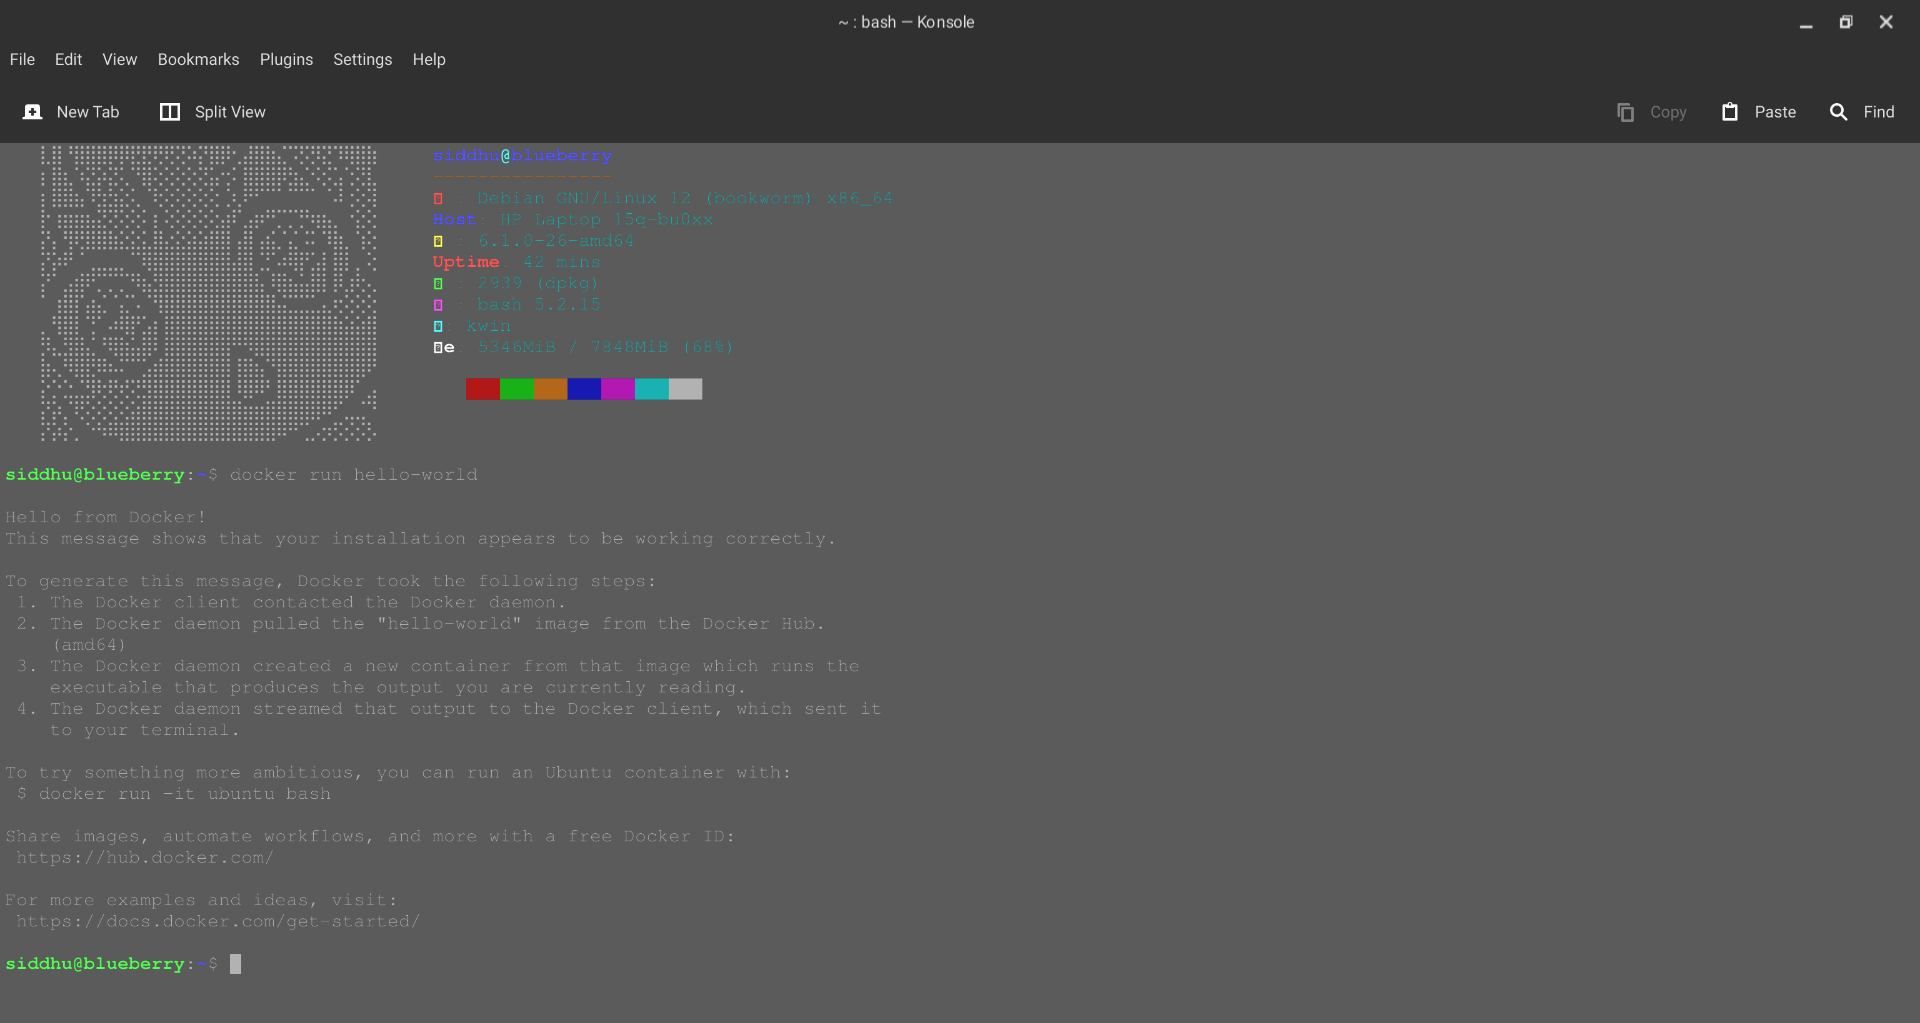 ~ : bash — Konsole
File Edit View Bookmarks Plugins Settings Help
New Tab Split View Copy Paste Find
siddhu@blueberry
---------------
Debian GNU/Linux 12 (bookworm) x86_64
Host: HP Laptop 15q-bu0xx
: 6.1.0-26-amd64
Uptime: 42 mins
: 2939 (dpkg)
: bash 5.2.15
: kwin
e: 5346MiB / 7848MiB (68%)
siddhu@blueberry:~$ docker run hello-world
Hello from Docker!
This message shows that your installation appears to be working correctly.
To generate this message, Docker took the following steps:
1. The Docker client contacted the Docker daemon.
2. The Docker daemon pulled the "hello-world" image from the Docker Hub.
(amd64)
3. The Docker daemon created a new container from that image which runs the
executable that produces the output you are currently reading.
4. The Docker daemon streamed that output to the Docker client, which sent it
to your terminal.
To try something more ambitious, you can run an Ubuntu container with:
$ docker run -it ubuntu bash
Share images, automate workflows, and more with a free Docker ID:
https://hub.docker.com/
For more examples and ideas, visit:
https://docs.docker.com/get-started/
siddhu@blueberry:~$